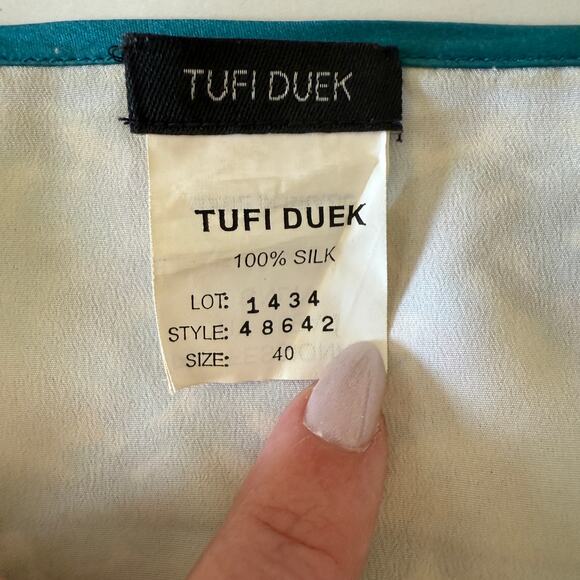 TUFI DUEK
TUFI DUEK
100% SILK
LOT: 1434
STYLE: 48642
SIZE: 40